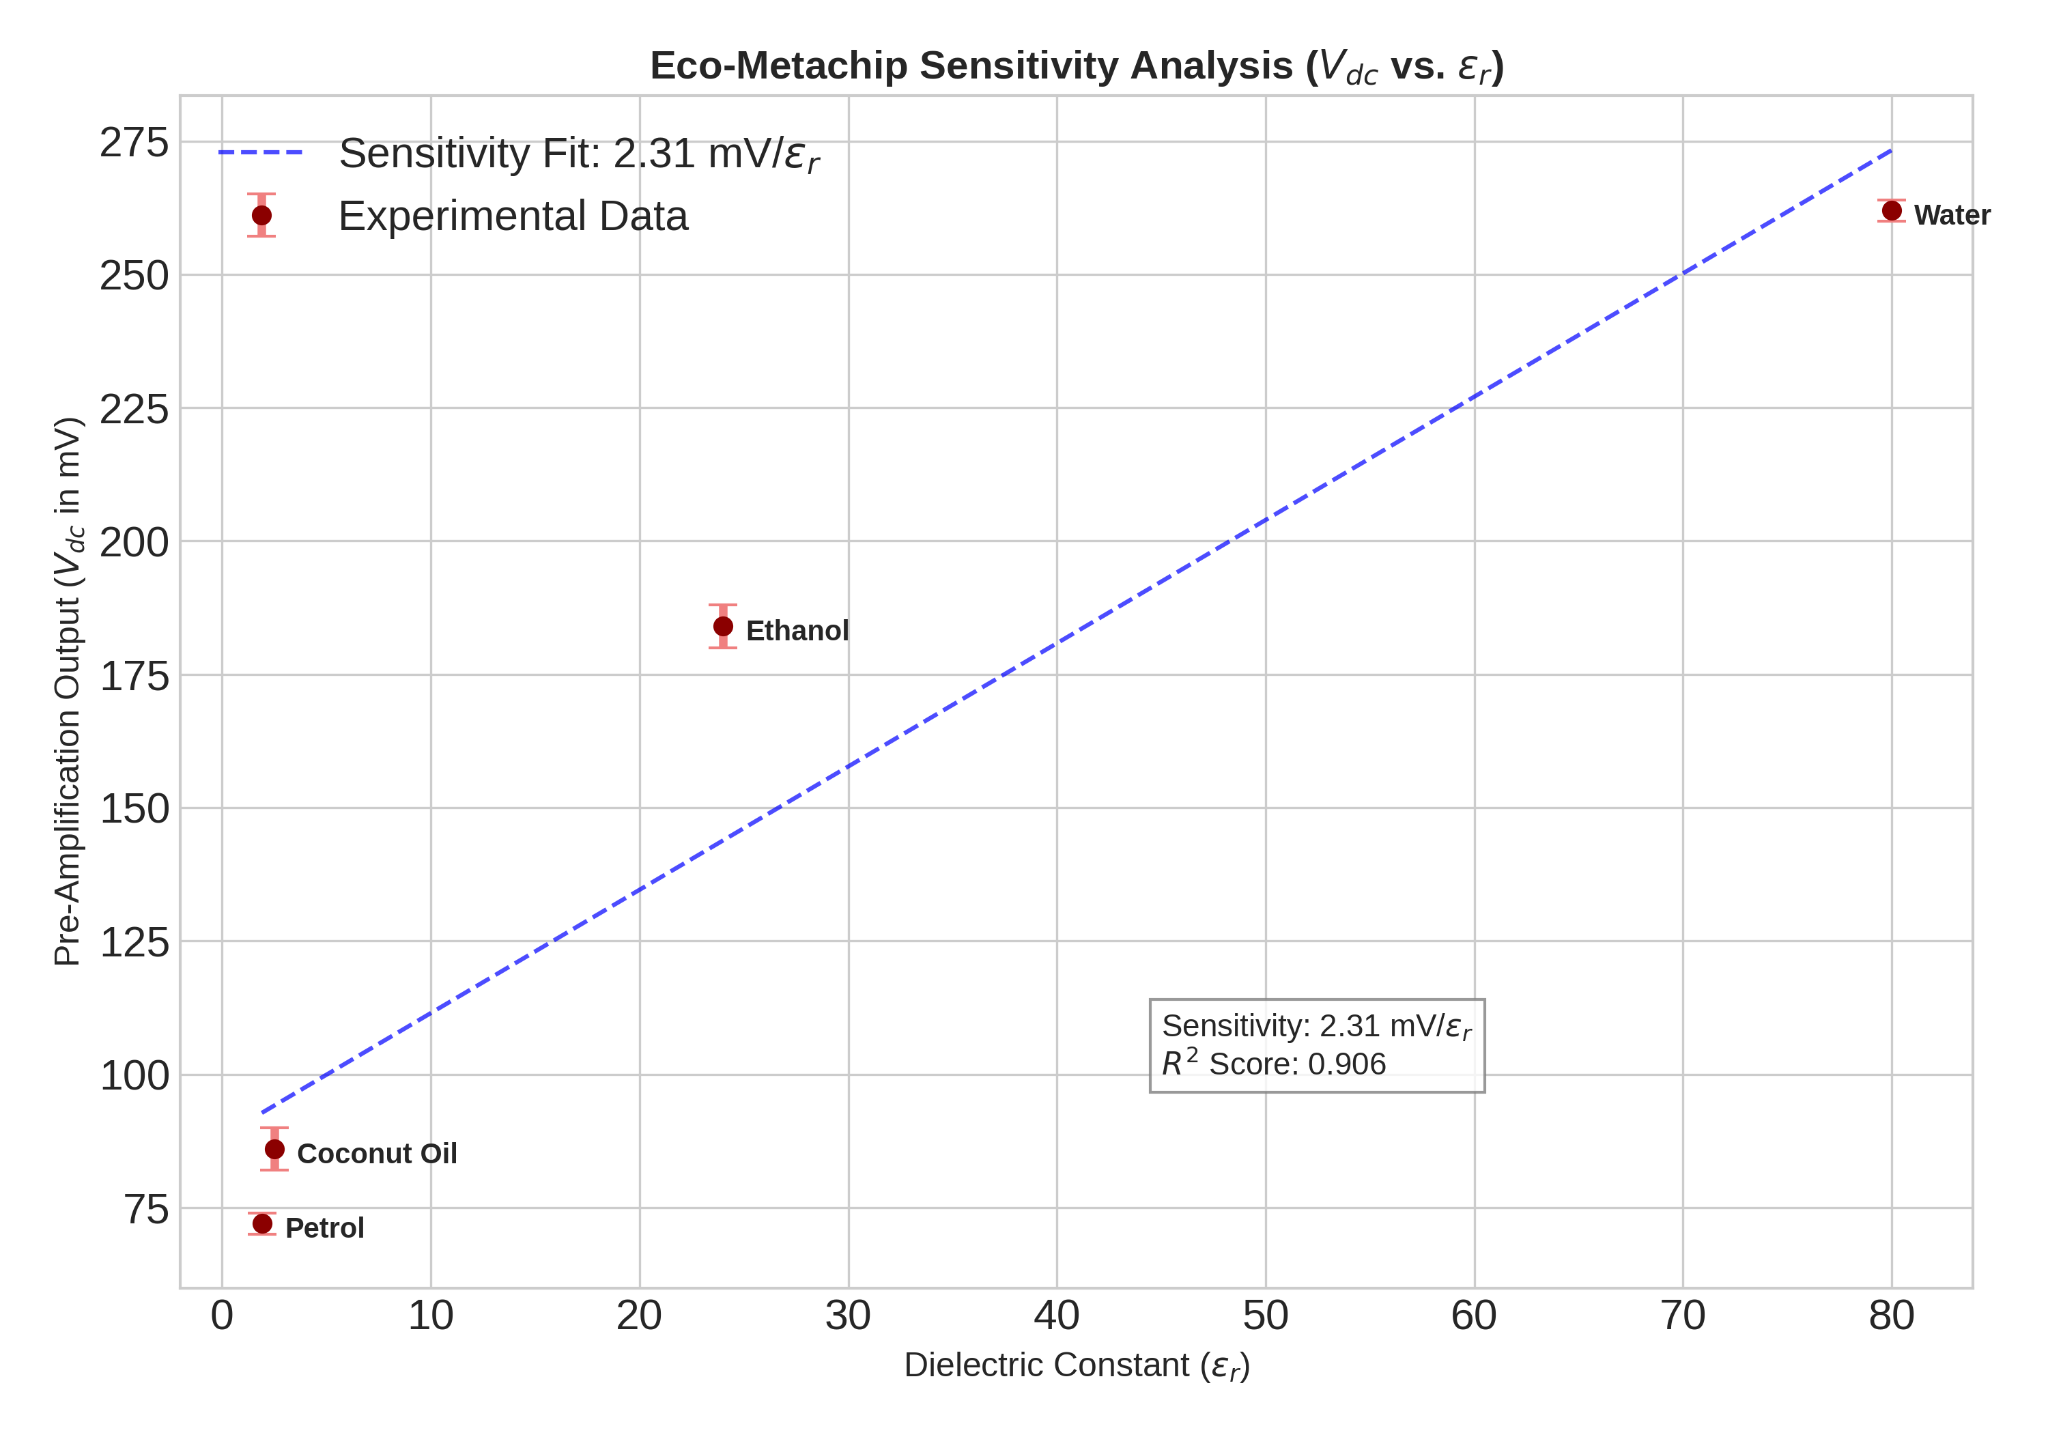 Eco-Metachip Sensitivity Analysis (V_dc vs. ε_r)
Sensitivity Fit: 2.31 mV/ε_r
Experimental Data
275
250
225
200
175
150
125
100
75
Pre-Amplification Output (V_dc in mV)
Water
Ethanol
Coconut Oil
Petrol
Sensitivity: 2.31 mV/ε_r
R² Score: 0.906
0 10 20 30 40 50 60 70 80
Dielectric Constant (ε_r)